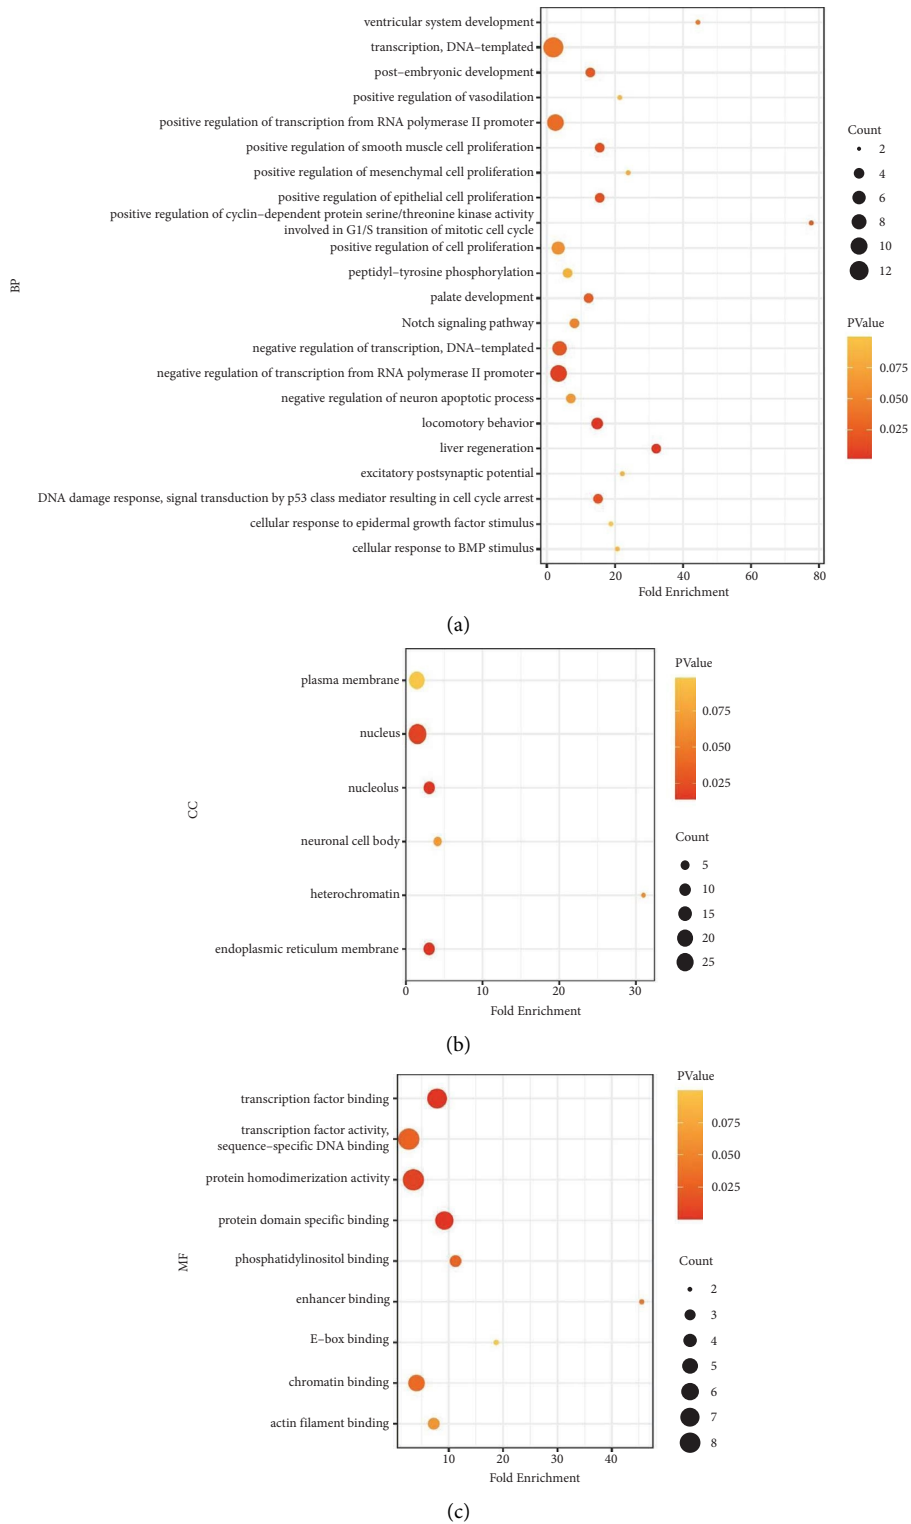 ventricular system development
transcription, DNA–templated
post–embryonic development
positive regulation of vasodilation
positive regulation of transcription from RNA polymerase II promoter
positive regulation of smooth muscle cell proliferation
positive regulation of mesenchymal cell proliferation
positive regulation of epithelial cell proliferation
positive regulation of cyclin–dependent protein serine/threonine kinase activity
involved in G1/S transition of mitotic cell cycle
positive regulation of cell proliferation
peptidyl–tyrosine phosphorylation
palate development
Notch signaling pathway
negative regulation of transcription, DNA–templated
negative regulation of transcription from RNA polymerase II promoter
negative regulation of neuron apoptotic process
locomotory behavior
liver regeneration
excitatory postsynaptic potential
DNA damage response, signal transduction by p53 class mediator resulting in cell cycle arrest
cellular response to epidermal growth factor stimulus
cellular response to BMP stimulus
BP
0 20 40 60 80
Fold Enrichment
Count
2
4
6
8
10
12
PValue
0.075
0.050
0.025
(a)
plasma membrane
nucleus
nucleolus
neuronal cell body
heterochromatin
endoplasmic reticulum membrane
CC
0 10 20 30
Fold Enrichment
PValue
0.075
0.050
0.025
Count
5
10
15
20
25
(b)
transcription factor binding
transcription factor activity,
sequence–specific DNA binding
protein homodimerization activity
protein domain specific binding
phosphatidylinositol binding
enhancer binding
E–box binding
chromatin binding
actin filament binding
MF
10 20 30 40
Fold Enrichment
PValue
0.075
0.050
0.025
Count
2
3
4
5
6
7
8
(c)